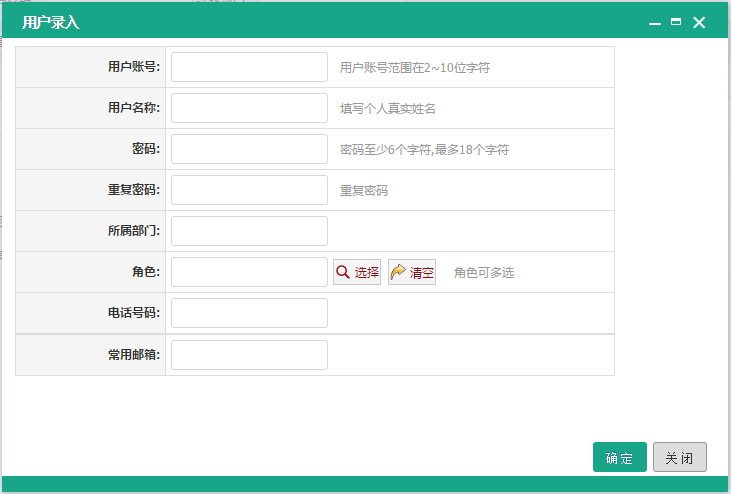 用户录入
用户账号: 用户账号范围在2~10位字符
用户名称: 填写个人真实姓名
密码: 密码至少6个字符,最多18个字符
重复密码: 重复密码
所属部门:
角色: 选择 清空 角色可多选
电话号码:
常用邮箱:
确定 关闭